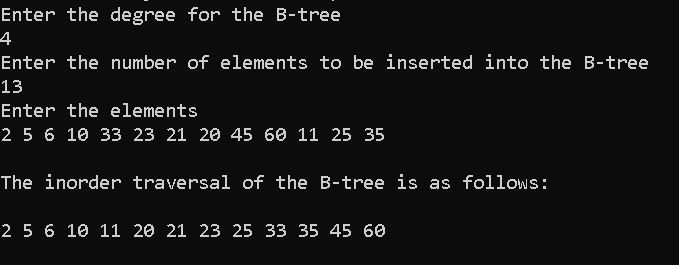 Enter the degree for the B-tree
4
Enter the number of elements to be inserted into the B-tree
13
Enter the elements
2 5 6 10 33 23 21 20 45 60 11 25 35
The inorder traversal of the B-tree is as follows:
2 5 6 10 11 20 21 23 25 33 35 45 60